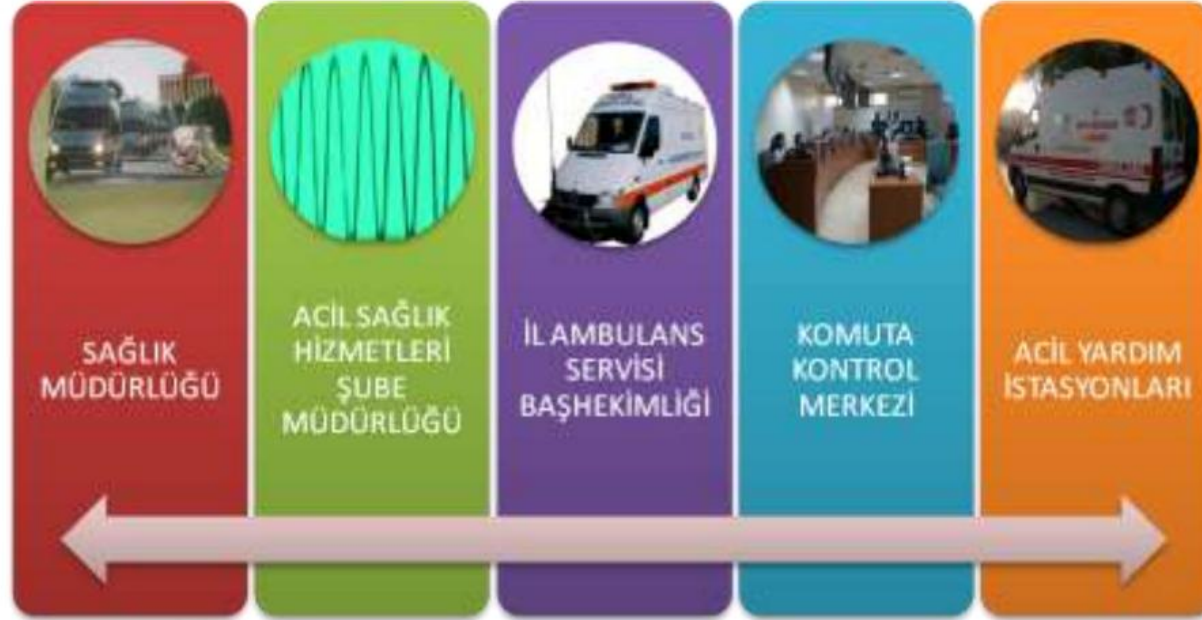 SAĞLIK
MÜDÜRLÜĞÜ
ACİL SAĞLIK
HİZMETLERİ
ŞUBE
MÜDÜRLÜĞÜ
İL AMBULANS
SERVİSİ
BAŞHEKİMLİĞİ
KOMUTA
KONTROL
MERKEZİ
ACİL YARDIM
İSTASYONLARI